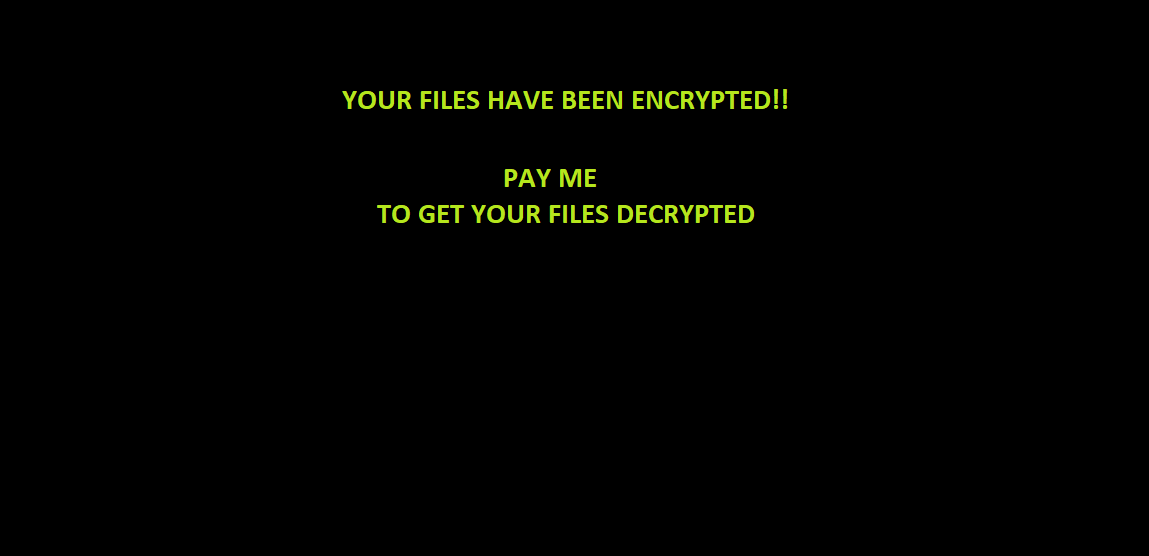 YOUR FILES HAVE BEEN ENCRYPTED!!
PAY ME
TO GET YOUR FILES DECRYPTED